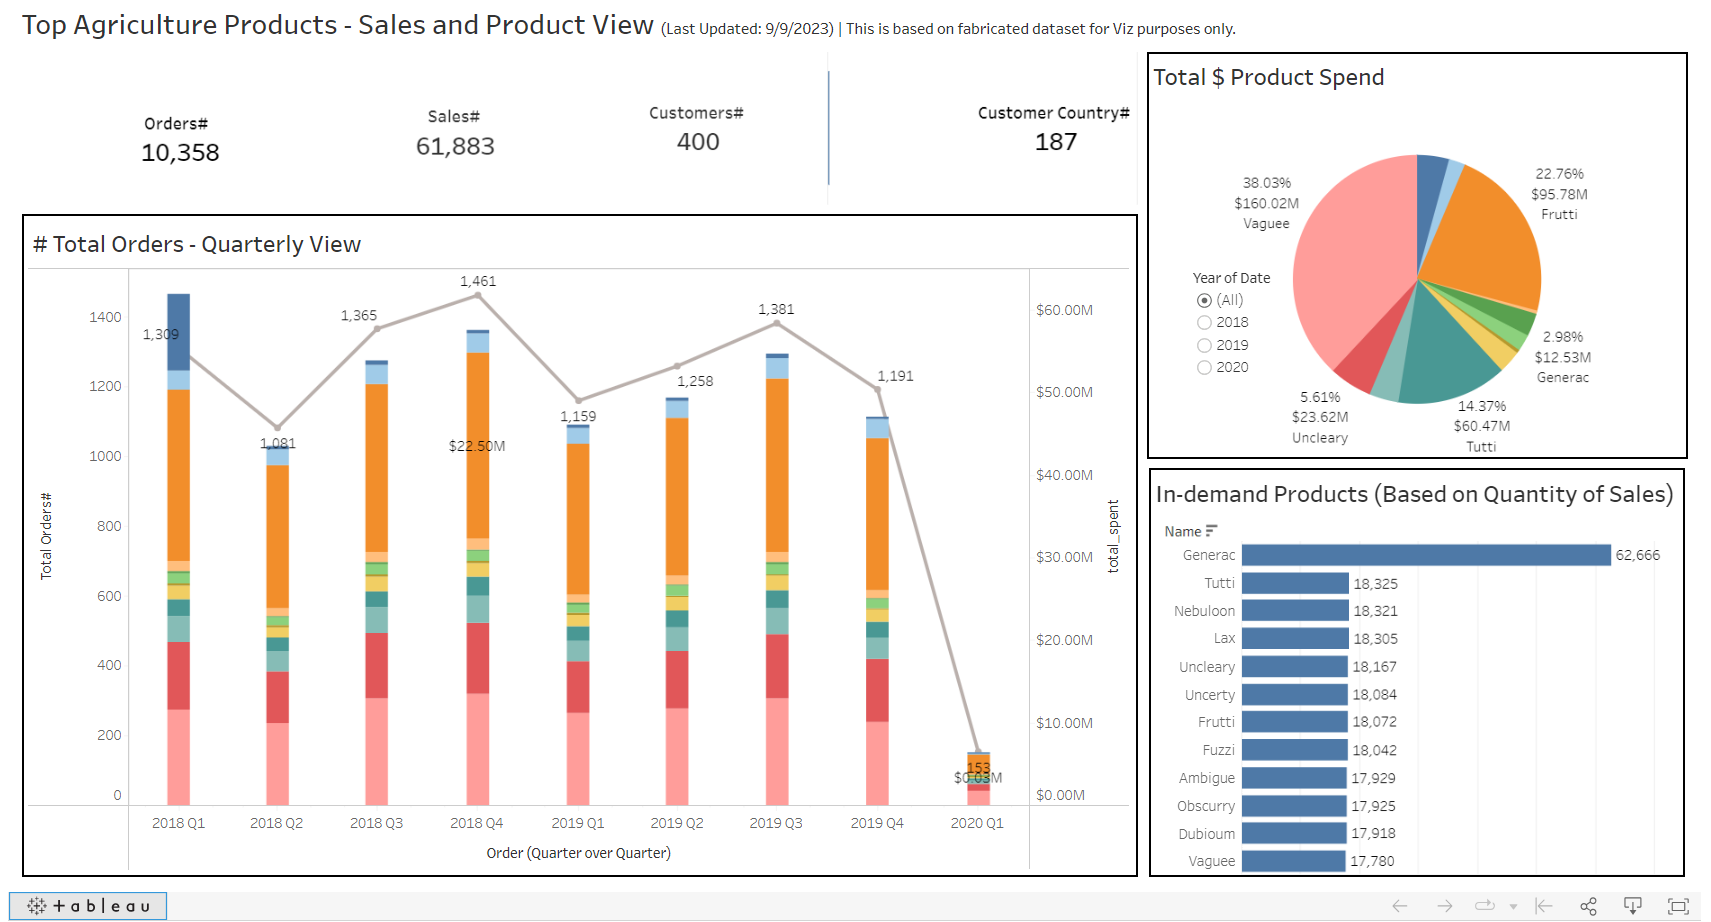 Top Agriculture Products - Sales and Product View (Last Updated: 9/9/2023) | This is based on fabricated dataset for Viz purposes only.
Orders#
10,358
Sales#
61,883
Customers#
400
Customer Country#
187
# Total Orders - Quarterly View
Total Orders#
1400
1200
1000
800
600
400
200
0
1,309
1,081
1,365
1,461
$22.50M
1,159
1,258
1,381
1,191
153
$0.03M
$60.00M
$50.00M
$40.00M
$30.00M
$20.00M
$10.00M
$0.00M
total_spent
2018 Q1 2018 Q2 2018 Q3 2018 Q4 2019 Q1 2019 Q2 2019 Q3 2019 Q4 2020 Q1
Order (Quarter over Quarter)
Total $ Product Spend
38.03%
$160.02M
Vaguee
22.76%
$95.78M
Frutti
Year of Date
(All)
2018
2019
2020
2.98%
$12.53M
Generac
5.61%
$23.62M
Uncleary
14.37%
$60.47M
Tutti
In-demand Products (Based on Quantity of Sales)
Name
Generac 62,666
Tutti 18,325
Nebuloon 18,321
Lax 18,305
Uncleary 18,167
Uncerty 18,084
Frutti 18,072
Fuzzi 18,042
Ambigue 17,929
Obscurry 17,925
Dubioum 17,918
Vaguee 17,780
+ableau